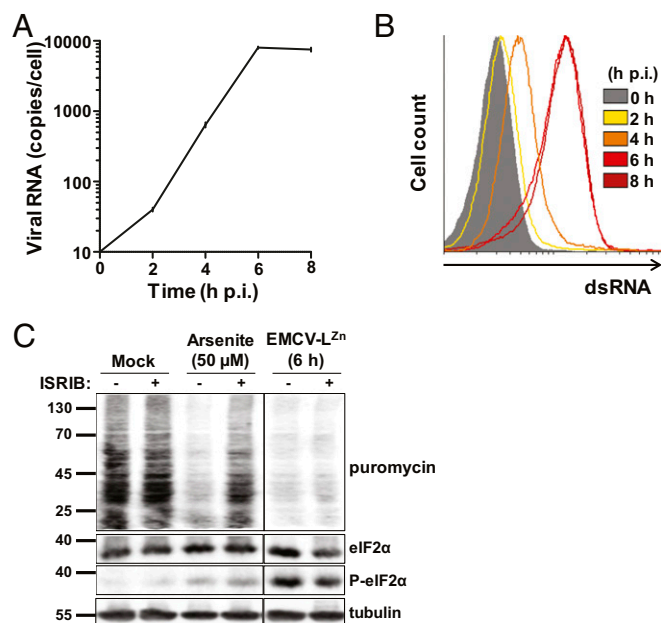 A
Viral RNA (copies/cell)
10000
1000
100
10
0 2 4 6 8
Time (h p.i.)
B
Cell count
dsRNA
(h p.i.)
0 h
2 h
4 h
6 h
8 h
C
Mock
Arsenite
(50 µM)
EMCV-L^Zn
(6 h)
ISRIB: - + - + - +
130
70
45
25
puromycin
40
eIF2α
40
P-eIF2α
55
tubulin